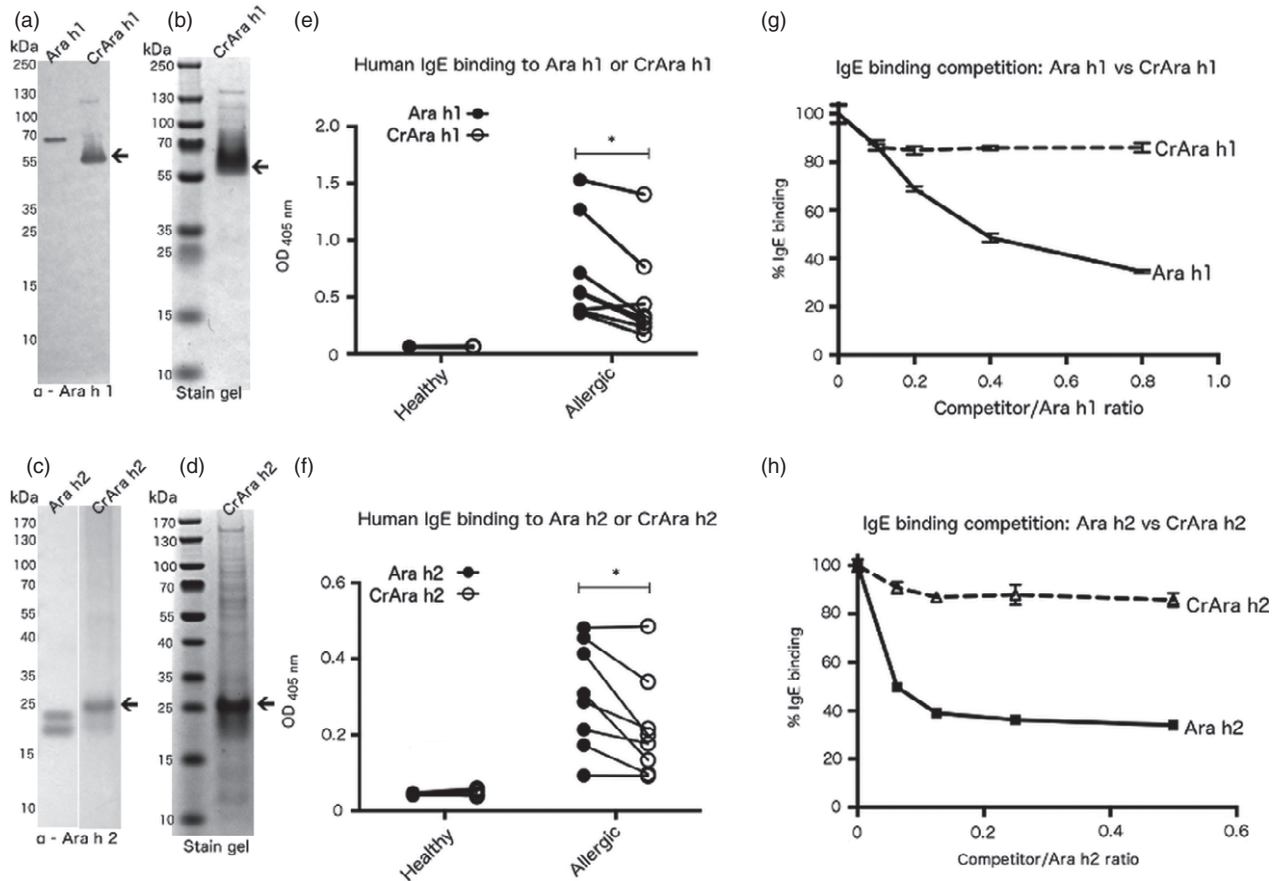 (a)
kDa
Ara h1
CrAra h1
250
130
100
70
55
35
25
15
10
α - Ara h 1
(b)
CrAra h1
250
130
100
70
55
35
25
15
10
Stain gel
(e)
Human IgE binding to Ara h1 or CrAra h1
Ara h1
CrAra h1
*
2.0
1.5
1.0
0.5
0
OD 405 nm
Healthy
Allergic
(g)
IgE binding competition: Ara h1 vs CrAra h1
100
80
60
40
20
0
% IgE binding
CrAra h1
Ara h1
0
0.2
0.4
0.6
0.8
1.0
Competitor/Ara h1 ratio
(c)
kDa
Ara h2
CrAra h2
170
130
100
70
55
40
35
25
15
10
α - Ara h 2
(d)
kDa
CrAra h2
170
130
100
70
55
40
35
25
15
10
Stain gel
(f)
Human IgE binding to Ara h2 or CrAra h2
Ara h2
CrAra h2
*
0.6
0.4
0.2
0
OD 405 nm
Healthy
Allergic
(h)
IgE binding competition: Ara h2 vs CrAra h2
100
80
60
40
20
0
% IgE binding
CrAra h2
Ara h2
0
0.2
0.4
0.6
Competitor/Ara h2 ratio